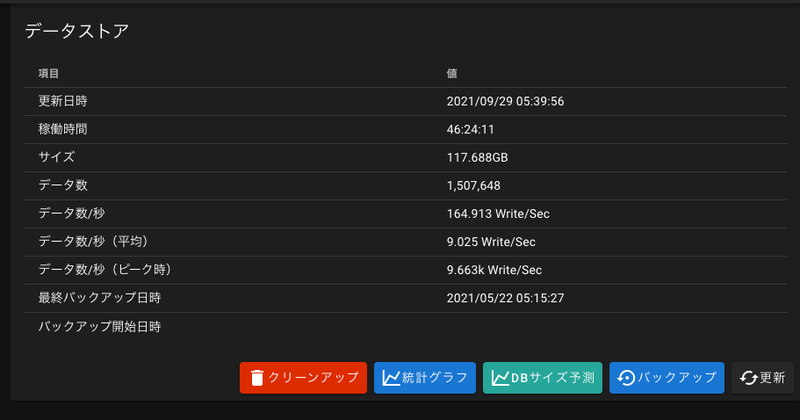 データストア
項目 値
更新日時 2021/09/29 05:39:56
稼働時間 46:24:11
サイズ 117.688GB
データ数 1,507,648
データ数/秒 164.913 Write/Sec
データ数/秒（平均） 9.025 Write/Sec
データ数/秒（ピーク時） 9.663k Write/Sec
最終バックアップ日時 2021/05/22 05:15:27
バックアップ開始日時
クリーンアップ 統計グラフ DBサイズ予測 バックアップ 更新